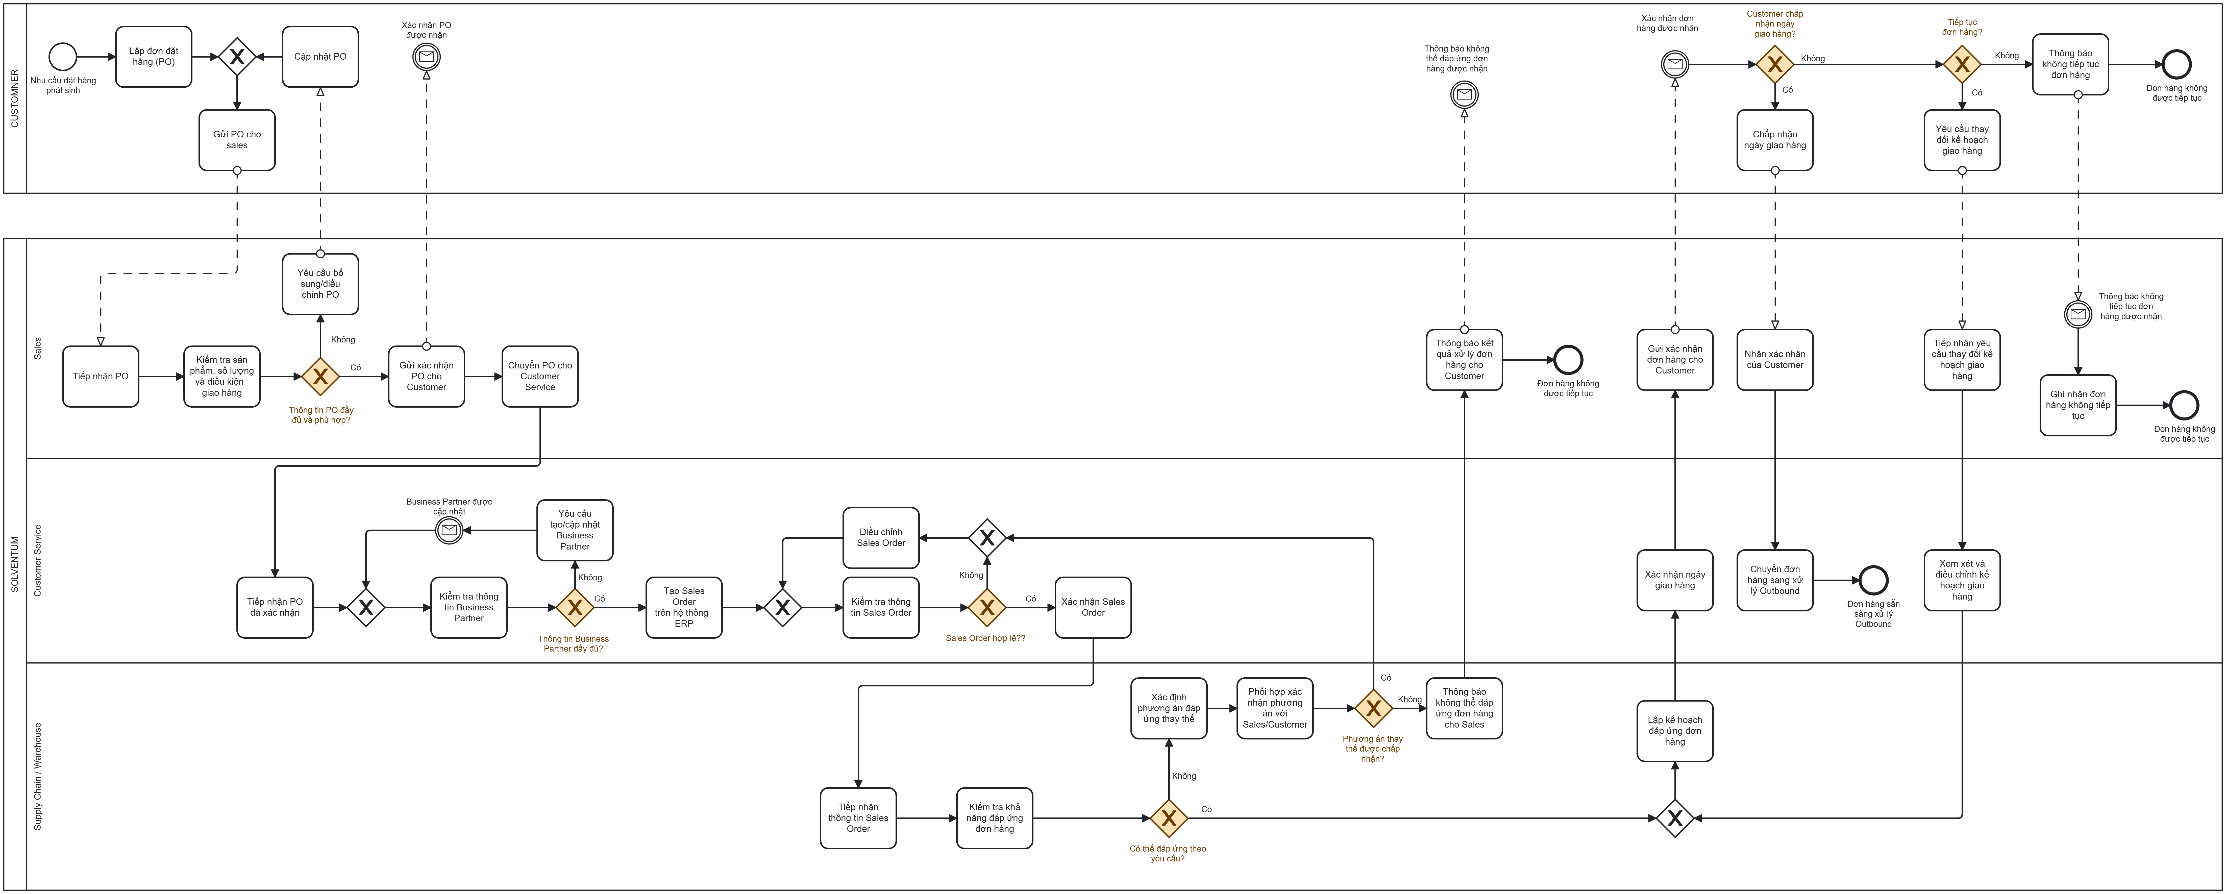 CUSTOMNER
Nhu cầu đặt hàng
phát sinh
Lập đơn đặt
hàng (PO)
Cập nhật PO
Gửi PO cho
sales
Xác nhận PO
được nhận
Thông báo không
thể đáp ứng đơn
hàng được nhận
Xác nhận đơn
hàng được nhận
Customer chấp
nhận ngày
giao hàng?
Không
Có
Chấp nhận
ngày giao hàng
Tiếp tục
đơn hàng?
Không
Có
Yêu cầu thay
đổi kế hoạch
giao hàng
Thông báo
không tiếp tục
đơn hàng
Đơn hàng không
được tiếp tục
SOLVENTUM
Sales
Tiếp nhận PO
Kiểm tra sản
phẩm, số lượng
và điều kiện
giao hàng
Yêu cầu bổ
sung/điều
chỉnh PO
Không
Có
Thông tin PO đầy
đủ và phù hợp?
Gửi xác nhận
PO cho
Customer
Chuyển PO cho
Customer
Service
Thông báo kết
quả xử lý đơn
hàng cho
Customer
Đơn hàng không
được tiếp tục
Gửi xác nhận
đơn hàng cho
Customer
Nhận xác nhận
của Customer
Tiếp nhận yêu
cầu thay đổi kế
hoạch giao
hàng
Thông báo không
tiếp tục đơn
hàng được nhận
Ghi nhận đơn
hàng không tiếp
tục
Đơn hàng không
được tiếp tục
Customer Service
Tiếp nhận PO
đã xác nhận
Business Partner được
cập nhật
Yêu cầu
tạo/cập nhật
Business
Partner
Kiểm tra thông
tin Business
Partner
Không
Có
Thông tin Business
Partner đầy đủ?
Tạo Sales
Order
trên hệ thống
ERP
Điều chỉnh
Sales Order
Kiểm tra thông
tin Sales Order
Không
Có
Sales Order hợp lệ??
Xác nhận Sales
Order
Xác nhận ngày
giao hàng
Chuyển đơn
hàng sang xử
lý Outbound
Đơn hàng sẵn
sàng xử lý
Outbound
Xem xét và
điều chỉnh kế
hoạch giao
hàng
Supply Chain / Warehouse
Tiếp nhận
thông tin Sales
Order
Kiểm tra khả
năng đáp ứng
đơn hàng
Không
Có
Có thể đáp ứng theo
yêu cầu?
Xác định
phương án đáp
ứng thay thế
Phối hợp xác
nhận phương
án với
Sales/Customer
Có
Không
Phương án thay
thế được chấp
nhận?
Thông báo
không thể đáp
ứng đơn hàng
cho Sales
Lập kế hoạch
đáp ứng đơn
hàng